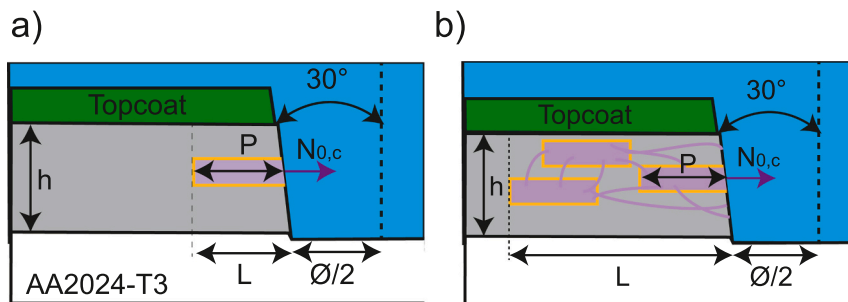 a)
30°
Topcoat
P
N0,c
h
L
Ø/2
AA2024-T3
b)
30°
Topcoat
P
N0,c
h
L
Ø/2